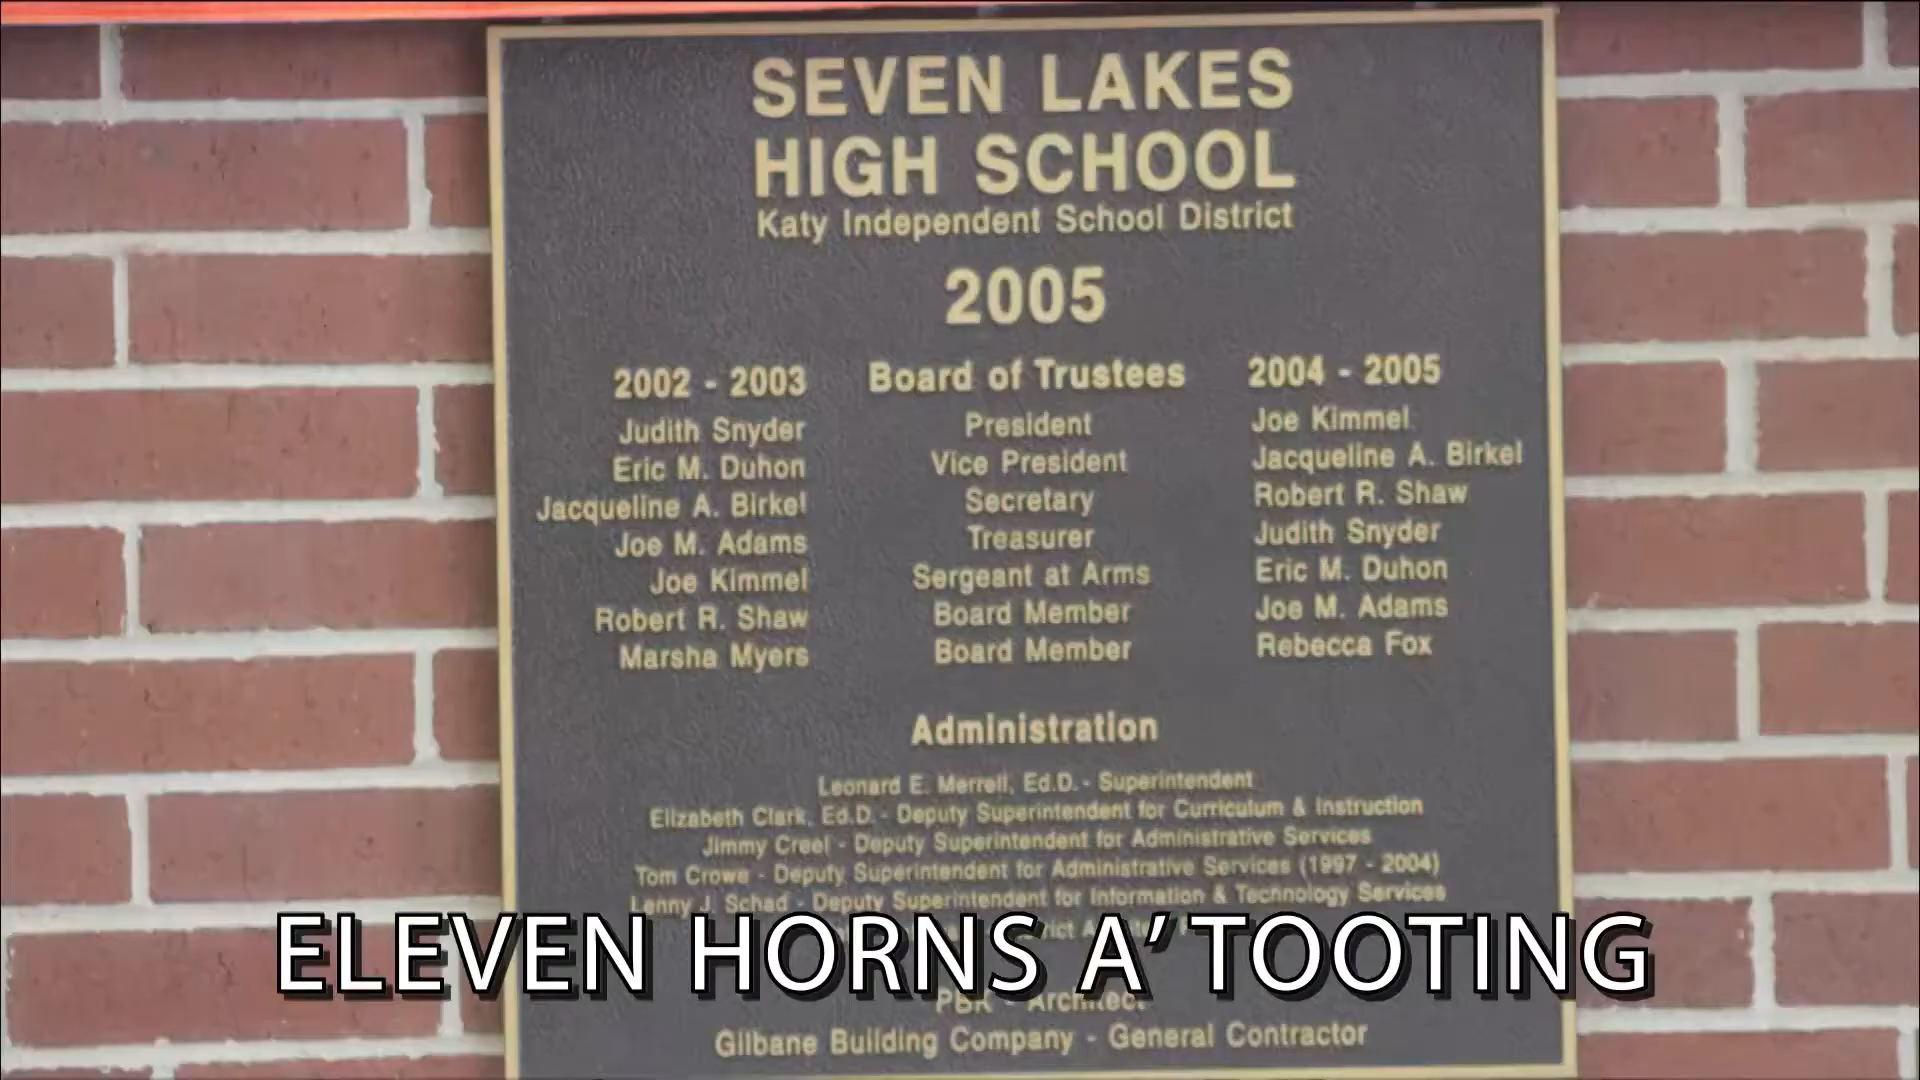 SEVEN LAKES
HIGH SCHOOL
Katy Independent School District
2005
2002 - 2003 Board of Trustees 2004 - 2005
Judith Snyder President Joe Kimmel
Eric M. Duhon Vice President Jacqueline A. Birkel
Jacqueline A. Birkel Secretary Robert R. Shaw
Joe M. Adams Treasurer Judith Snyder
Joe Kimmel Sergeant at Arms Eric M. Duhon
Robert R. Shaw Board Member Joe M. Adams
Marsha Myers Board Member Rebecca Fox
Administration
Leonard E. Merrell, Ed.D. - Superintendent
Elizabeth Clark, Ed.D. - Deputy Superintendent for Curriculum & Instruction
Jimmy Creel - Deputy Superintendent for Administrative Services
Tom Crowe - Deputy Superintendent for Administrative Services (1997 - 2004)
Lenny J. Schad - Deputy Superintendent for Information & Technology Services
ELEVEN HORNS A' TOOTING
PBK - Architect
Gilbane Building Company - General Contractor